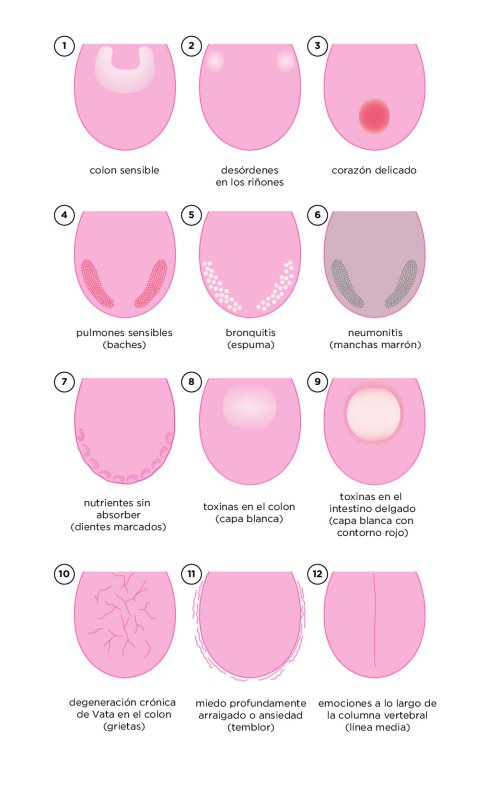 1
colon sensible
2
desórdenes
en los riñones
3
corazón delicado
4
pulmones sensibles
(baches)
5
bronquitis
(espuma)
6
neumonitis
(manchas marrón)
7
nutrientes sin
absorber
(dientes marcados)
8
toxinas en el colon
(capa blanca)
9
toxinas en el
intestino delgado
(capa blanca con
contorno rojo)
10
degeneración crónica
de Vata en el colon
(grietas)
11
miedo profundamente
arraigado o ansiedad
(temblor)
12
emociones a lo largo de
la columna vertebral
(línea media)